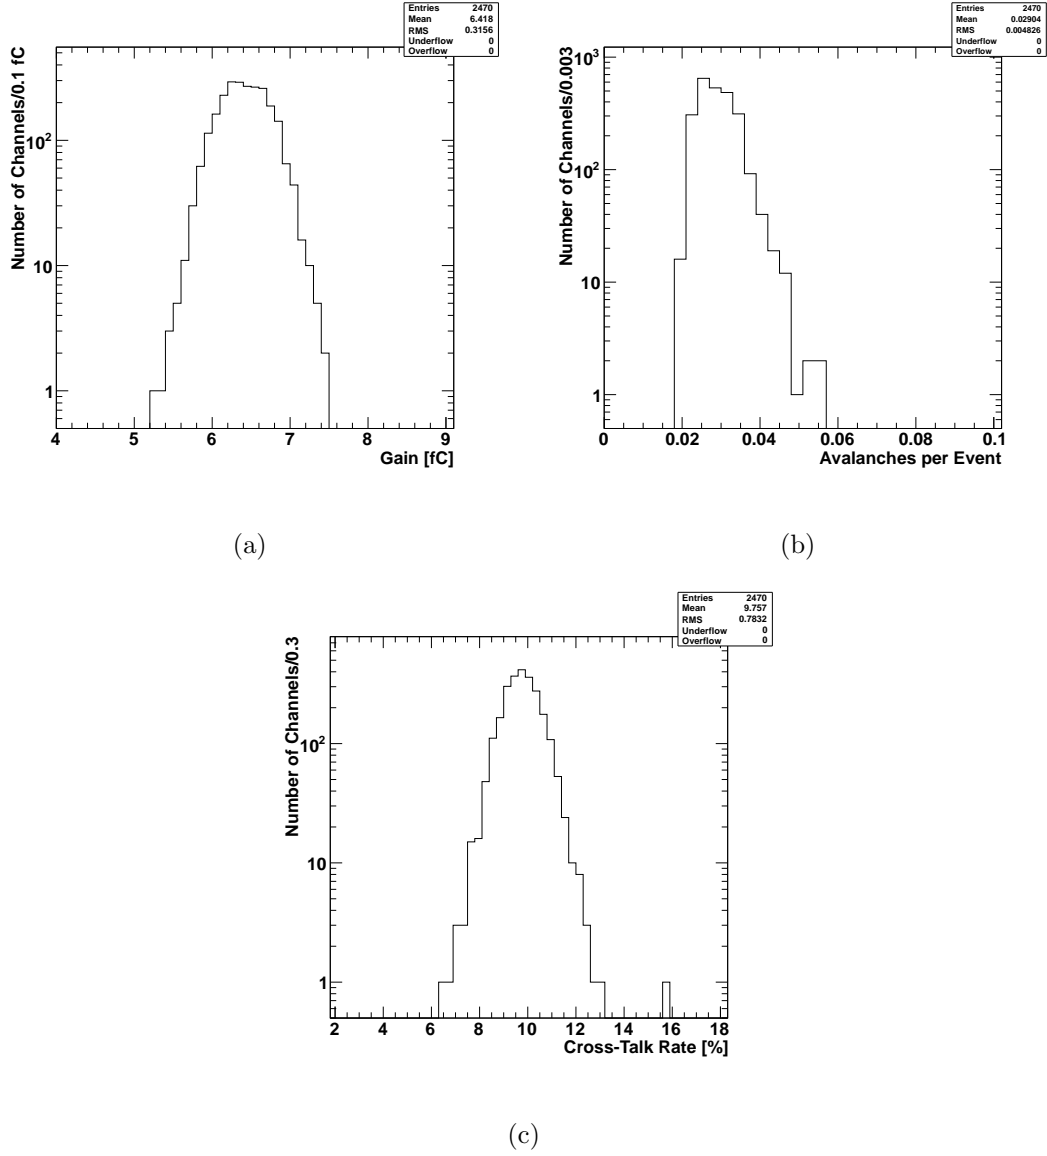 Entries 2470
Mean 6.418
RMS 0.3156
Underflow 0
Overflow 0
Number of Channels/0.1 fC
10²
10
1
4 5 6 7 8 9
Gain [fC]
(a)
Entries 2470
Mean 0.02904
RMS 0.004826
Underflow 0
Overflow 0
Number of Channels/0.003
10³
10²
10
1
0 0.02 0.04 0.06 0.08 0.1
Avalanches per Event
(b)
Entries 2470
Mean 9.757
RMS 0.7832
Underflow 0
Overflow 0
Number of Channels/0.3
10²
10
1
2 4 6 8 10 12 14 16 18
Cross-Talk Rate [%]
(c)